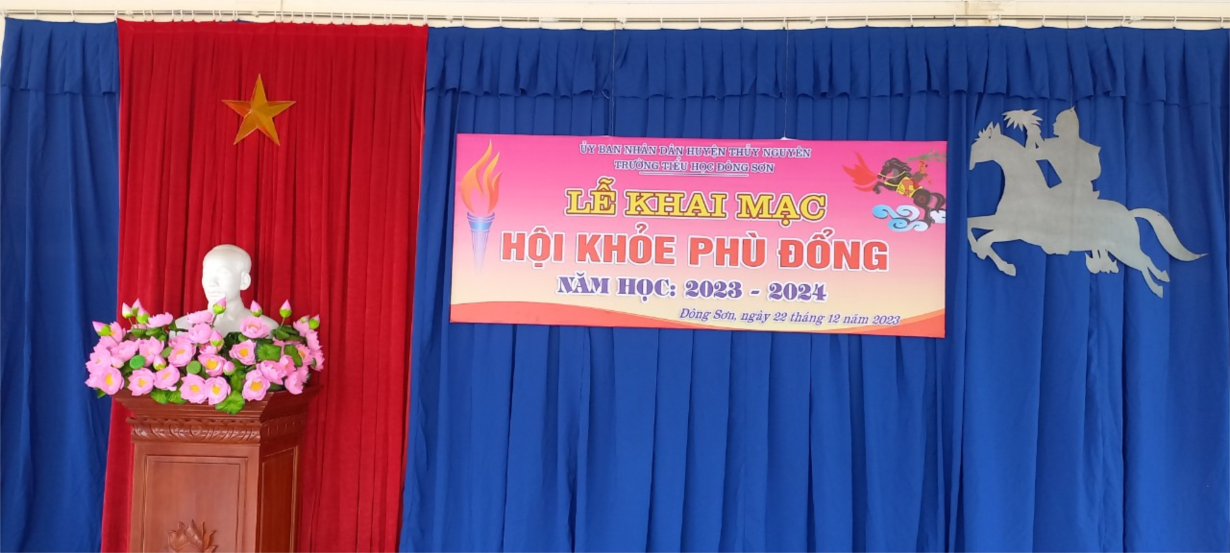 ỦY BAN NHÂN DÂN HUYỆN THỦY NGUYÊN
TRƯỜNG TIỂU HỌC ĐÔNG SƠN
LỄ KHAI MẠC
HỘI KHỎE PHÙ ĐỔNG
NĂM HỌC: 2023 - 2024
Đông Sơn, ngày 22 tháng 12 năm 2023